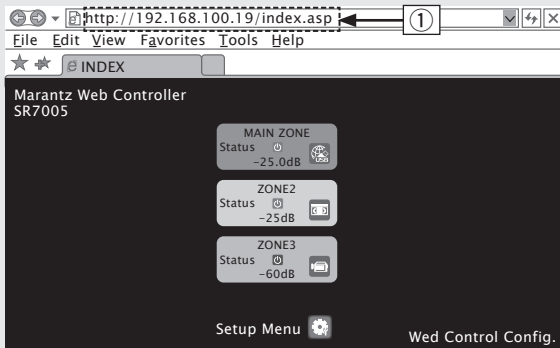 http://192.168.100.19/index.asp
①
File Edit View Favorites Tools Help
INDEX
Marantz Web Controller
SR7005
MAIN ZONE
Status
-25.0dB
USB
ZONE2
Status
-25dB
ZONE3
Status
-60dB
Setup Menu
Wed Control Config.